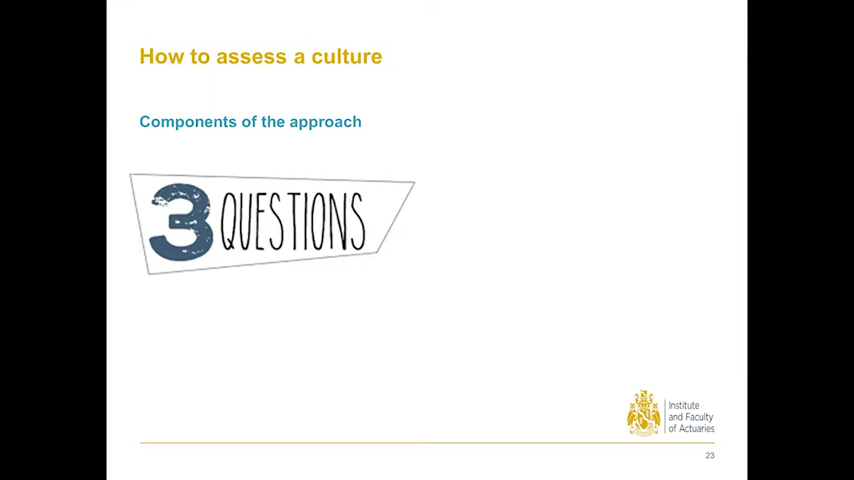 How to assess a culture
Components of the approach
3 QUESTIONS
Institute
and Faculty
of Actuaries
23